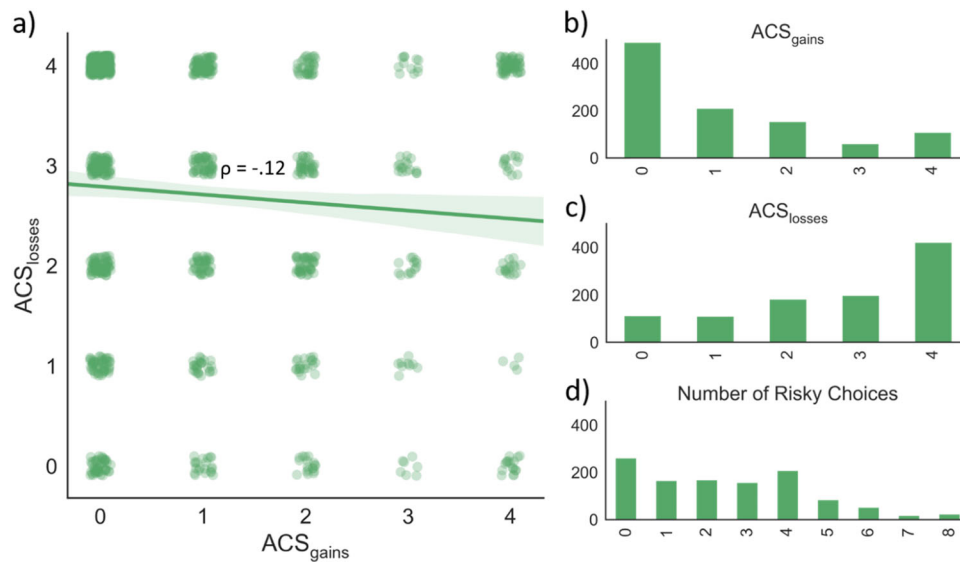 a)
4
3
2
1
0
ACSlosses
ρ = -.12
0 1 2 3 4
ACSgains
b)
ACSgains
400
200
0
0 1 2 3 4
c)
ACSlosses
400
200
0
0 1 2 3 4
d)
Number of Risky Choices
400
200
0
0 1 2 3 4 5 6 7 8